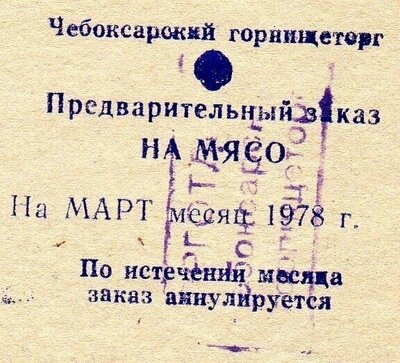 Чебоксарский горпищеторг
Предварительный заказ
НА МЯСО
На МАРТ месяц 1978 г.
По истечении месяца
заказ аннулируется